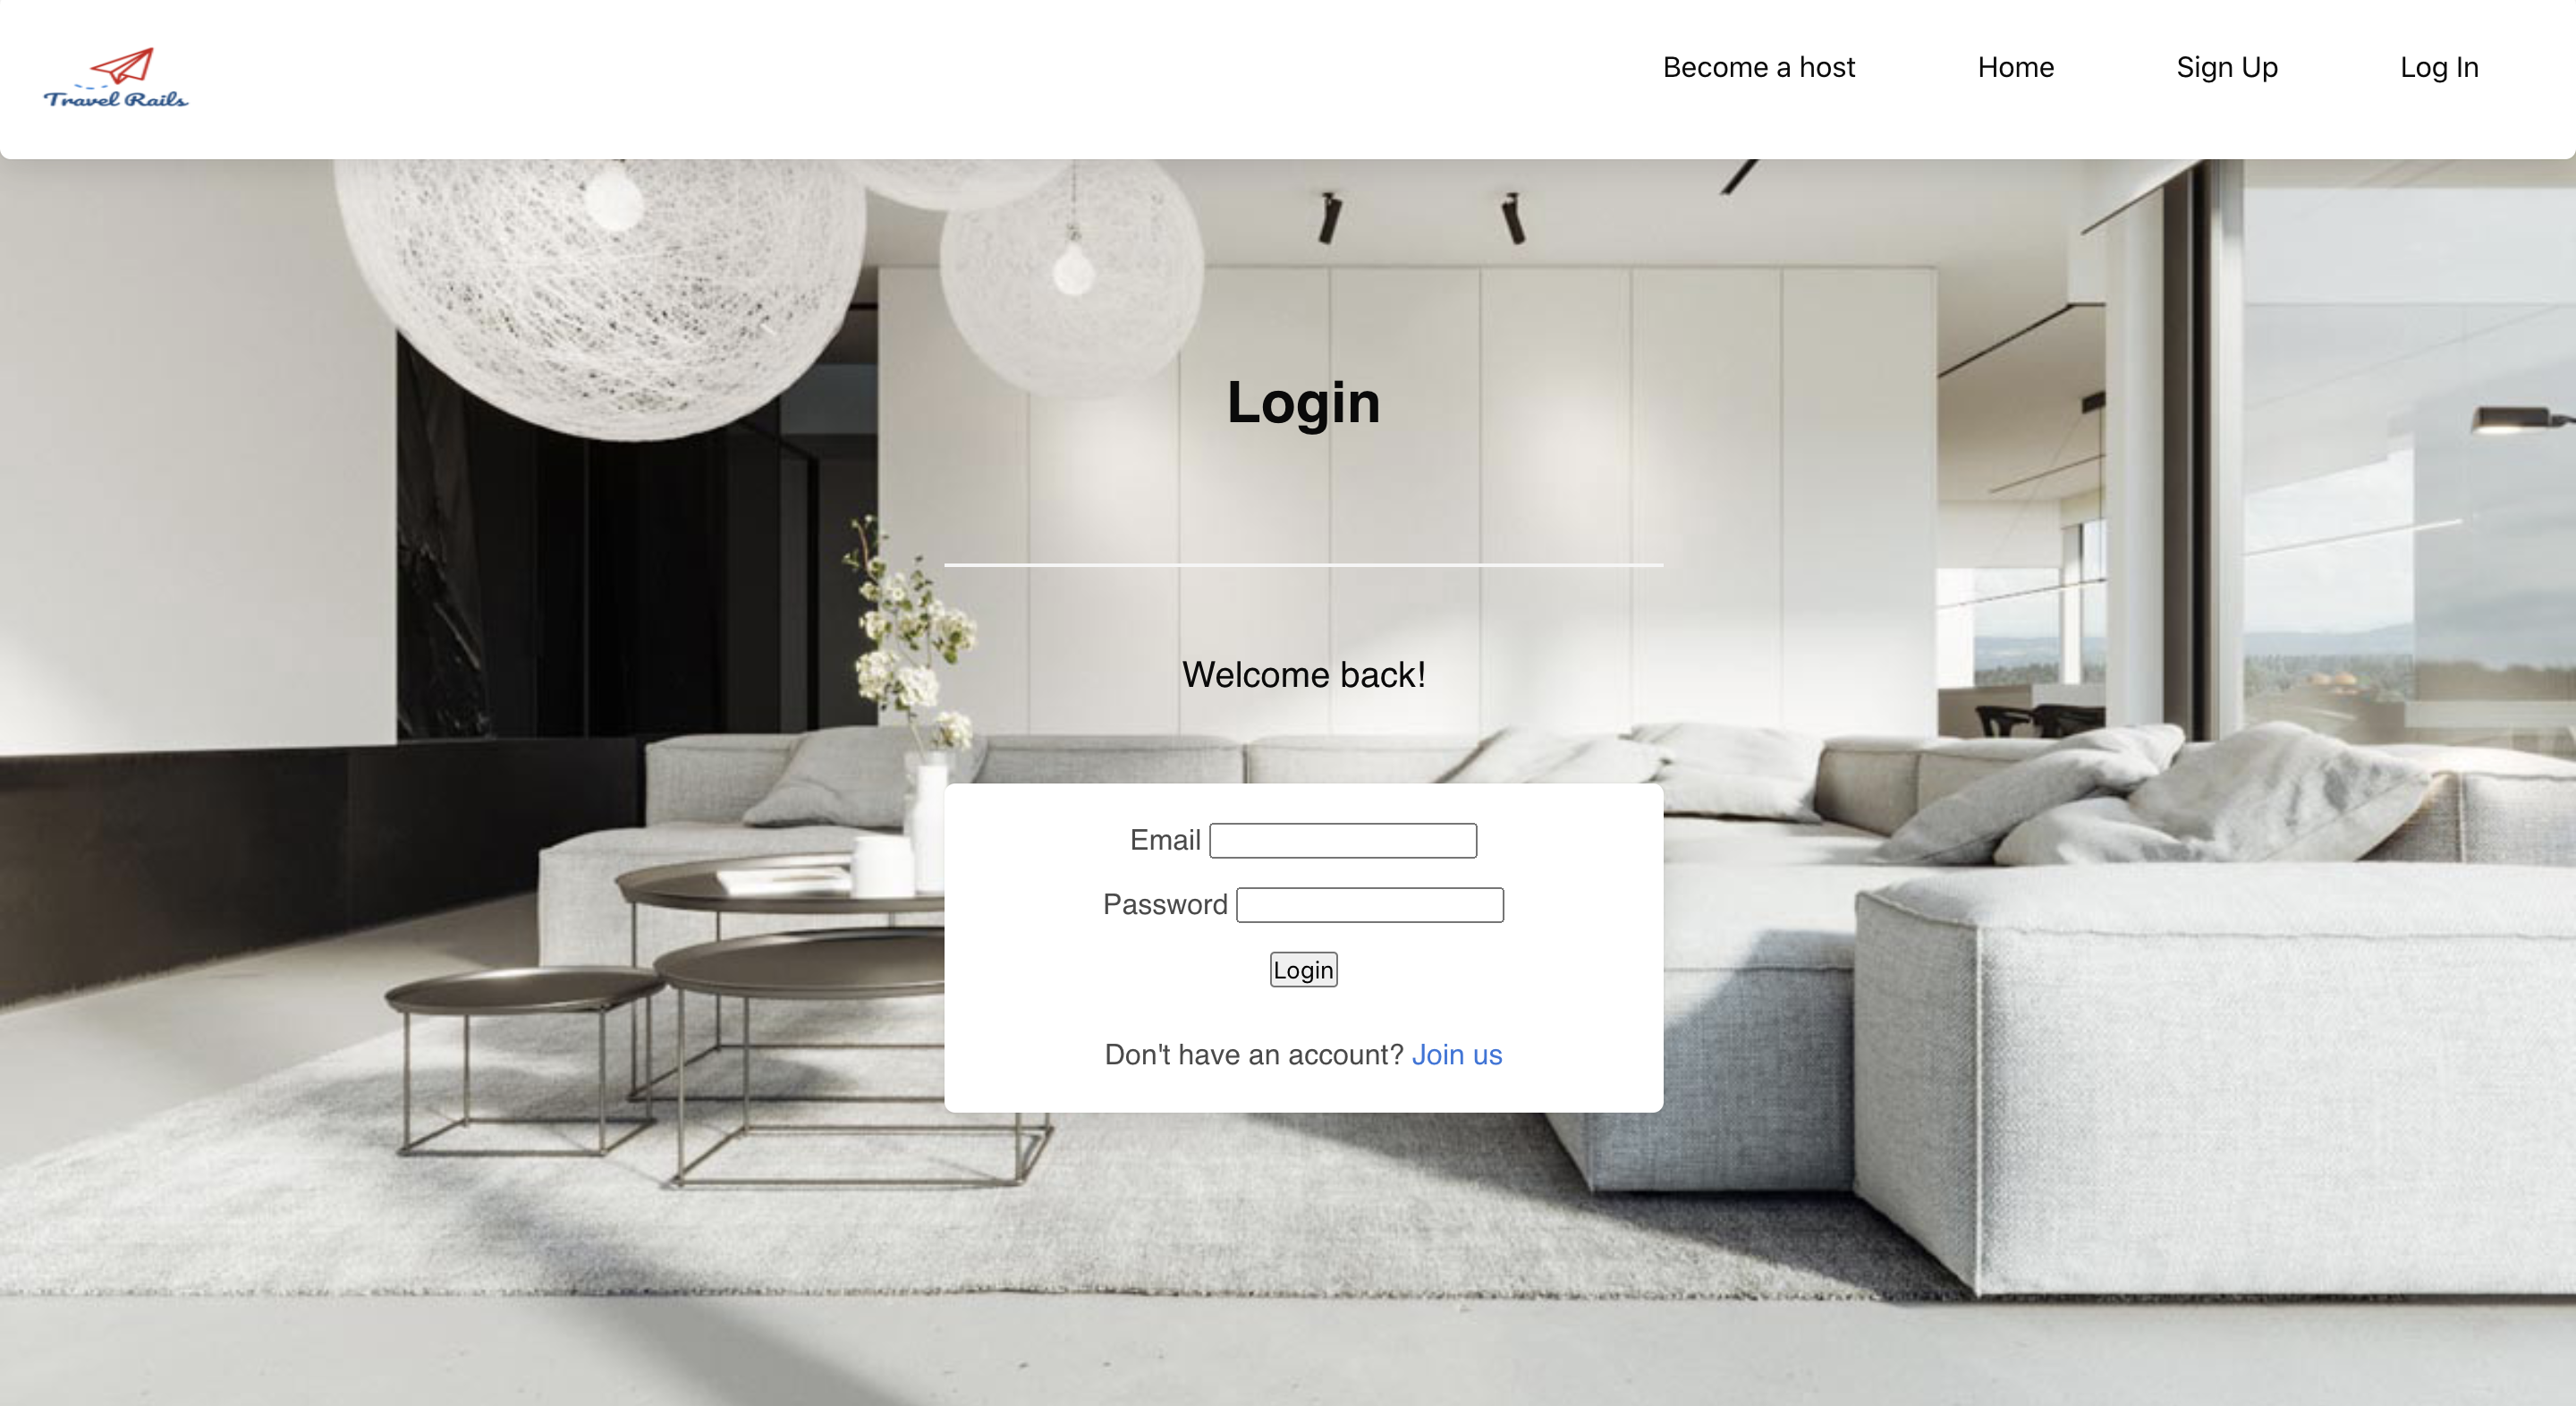 Travel Rails
Become a host
Home
Sign Up
Log In
Login
Welcome back!
Email
Password
Login
Don't have an account? Join us